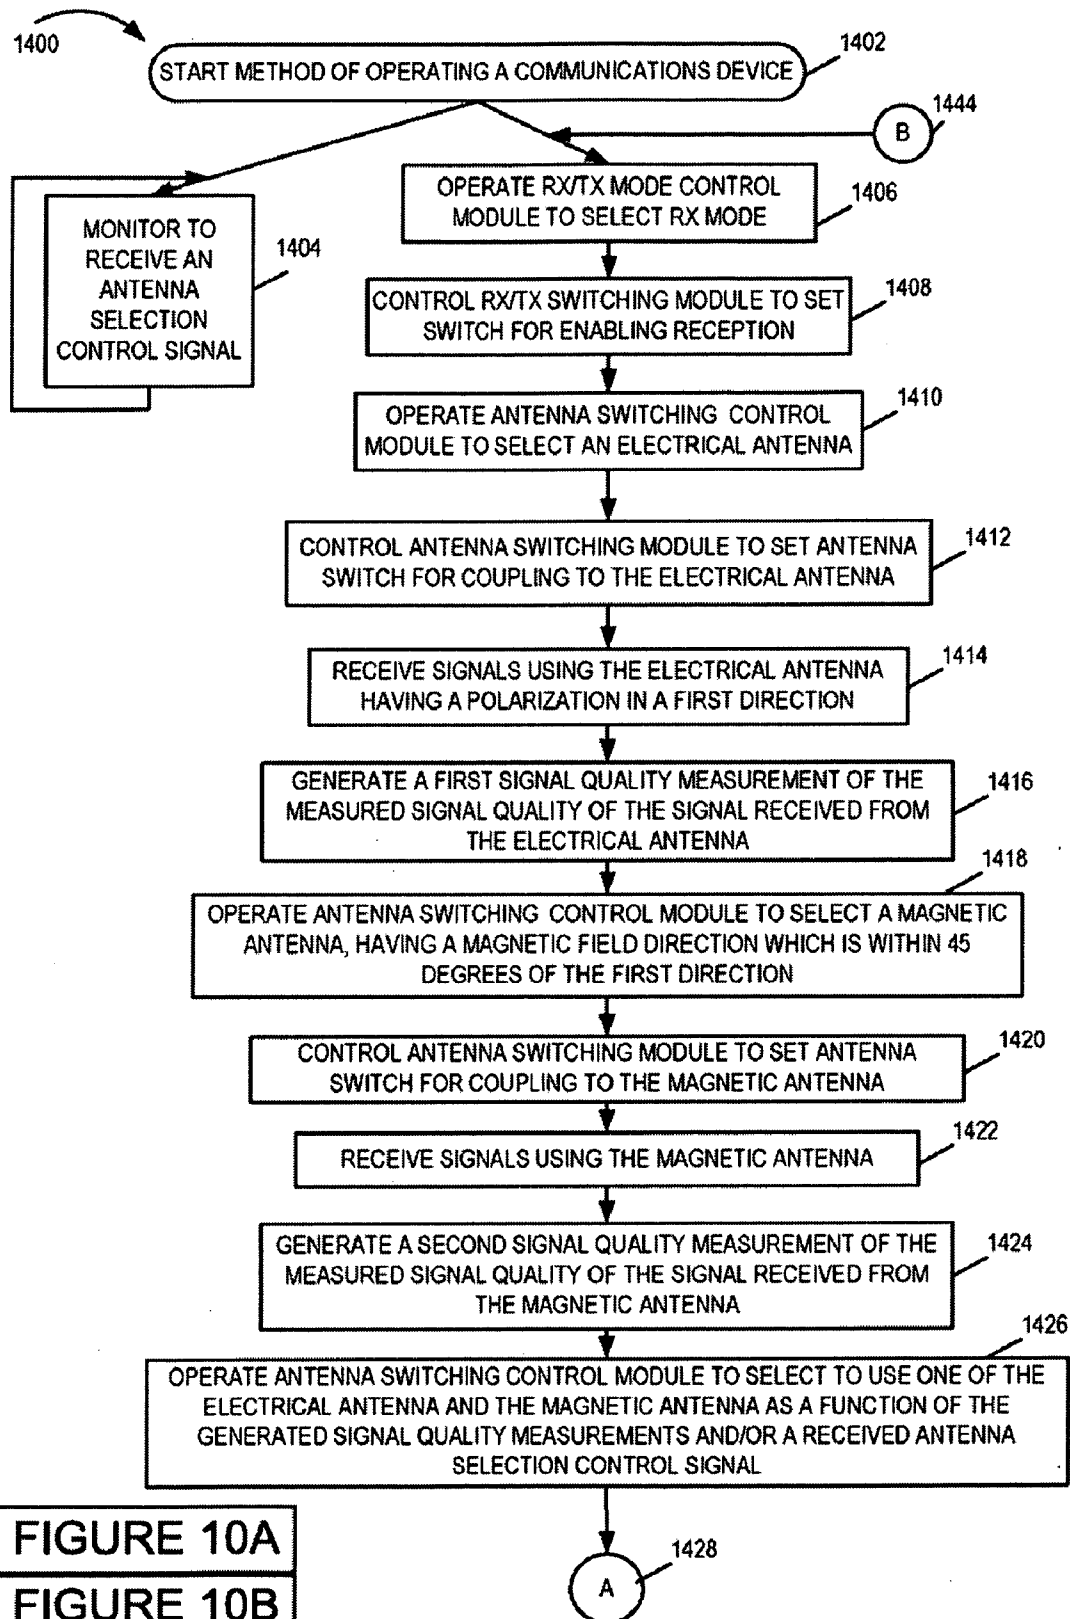 1400
1402
START METHOD OF OPERATING A COMMUNICATIONS DEVICE
B
1444
OPERATE RX/TX MODE CONTROL
MODULE TO SELECT RX MODE
1406
MONITOR TO
RECEIVE AN
ANTENNA
SELECTION
CONTROL SIGNAL
1404
CONTROL RX/TX SWITCHING MODULE TO SET
SWITCH FOR ENABLING RECEPTION
1408
OPERATE ANTENNA SWITCHING CONTROL
MODULE TO SELECT AN ELECTRICAL ANTENNA
1410
CONTROL ANTENNA SWITCHING MODULE TO SET ANTENNA
SWITCH FOR COUPLING TO THE ELECTRICAL ANTENNA
1412
RECEIVE SIGNALS USING THE ELECTRICAL ANTENNA
HAVING A POLARIZATION IN A FIRST DIRECTION
1414
GENERATE A FIRST SIGNAL QUALITY MEASUREMENT OF THE
MEASURED SIGNAL QUALITY OF THE SIGNAL RECEIVED FROM
THE ELECTRICAL ANTENNA
1416
1418
OPERATE ANTENNA SWITCHING CONTROL MODULE TO SELECT A MAGNETIC
ANTENNA, HAVING A MAGNETIC FIELD DIRECTION WHICH IS WITHIN 45
DEGREES OF THE FIRST DIRECTION
CONTROL ANTENNA SWITCHING MODULE TO SET ANTENNA
SWITCH FOR COUPLING TO THE MAGNETIC ANTENNA
1420
RECEIVE SIGNALS USING THE MAGNETIC ANTENNA
1422
GENERATE A SECOND SIGNAL QUALITY MEASUREMENT OF THE
MEASURED SIGNAL QUALITY OF THE SIGNAL RECEIVED FROM
THE MAGNETIC ANTENNA
1424
1426
OPERATE ANTENNA SWITCHING CONTROL MODULE TO SELECT TO USE ONE OF THE
ELECTRICAL ANTENNA AND THE MAGNETIC ANTENNA AS A FUNCTION OF THE
GENERATED SIGNAL QUALITY MEASUREMENTS AND/OR A RECEIVED ANTENNA
SELECTION CONTROL SIGNAL
FIGURE 10A
FIGURE 10B
A
1428